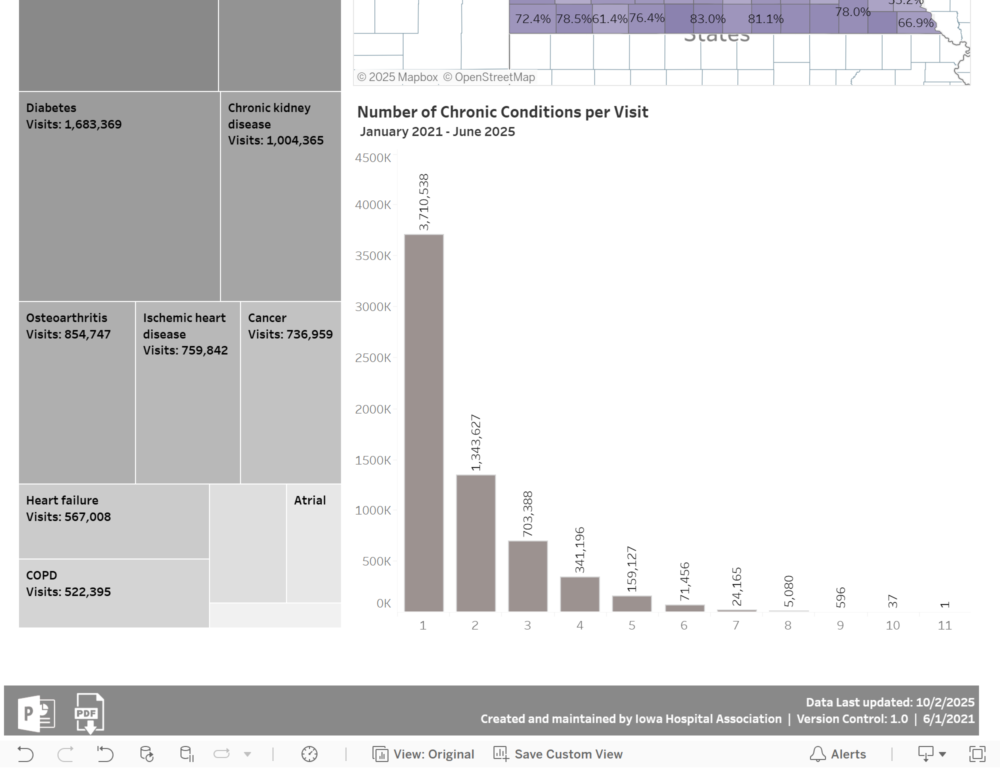 Diabetes
Visits: 1,683,369
Chronic kidney
disease
Visits: 1,004,365
Osteoarthritis
Visits: 854,747
Ischemic heart
disease
Visits: 759,842
Cancer
Visits: 736,959
Heart failure
Visits: 567,008
Atrial
COPD
Visits: 522,395
78.0%
72.4% 78.5% 61.4% 76.4% 83.0% 81.1% 66.9%
States
© 2025 Mapbox © OpenStreetMap
Number of Chronic Conditions per Visit
January 2021 - June 2025
4500K
4000K
3500K
3000K
2500K
2000K
1500K
1000K
500K
0K
3,710,538
1,343,627
703,388
341,196
159,127
71,456
24,165
5,080
596
37
1
1 2 3 4 5 6 7 8 9 10 11
P
PDF
Data Last updated: 10/2/2025
Created and maintained by Iowa Hospital Association | Version Control: 1.0 | 6/1/2021
View: Original
Save Custom View
Alerts